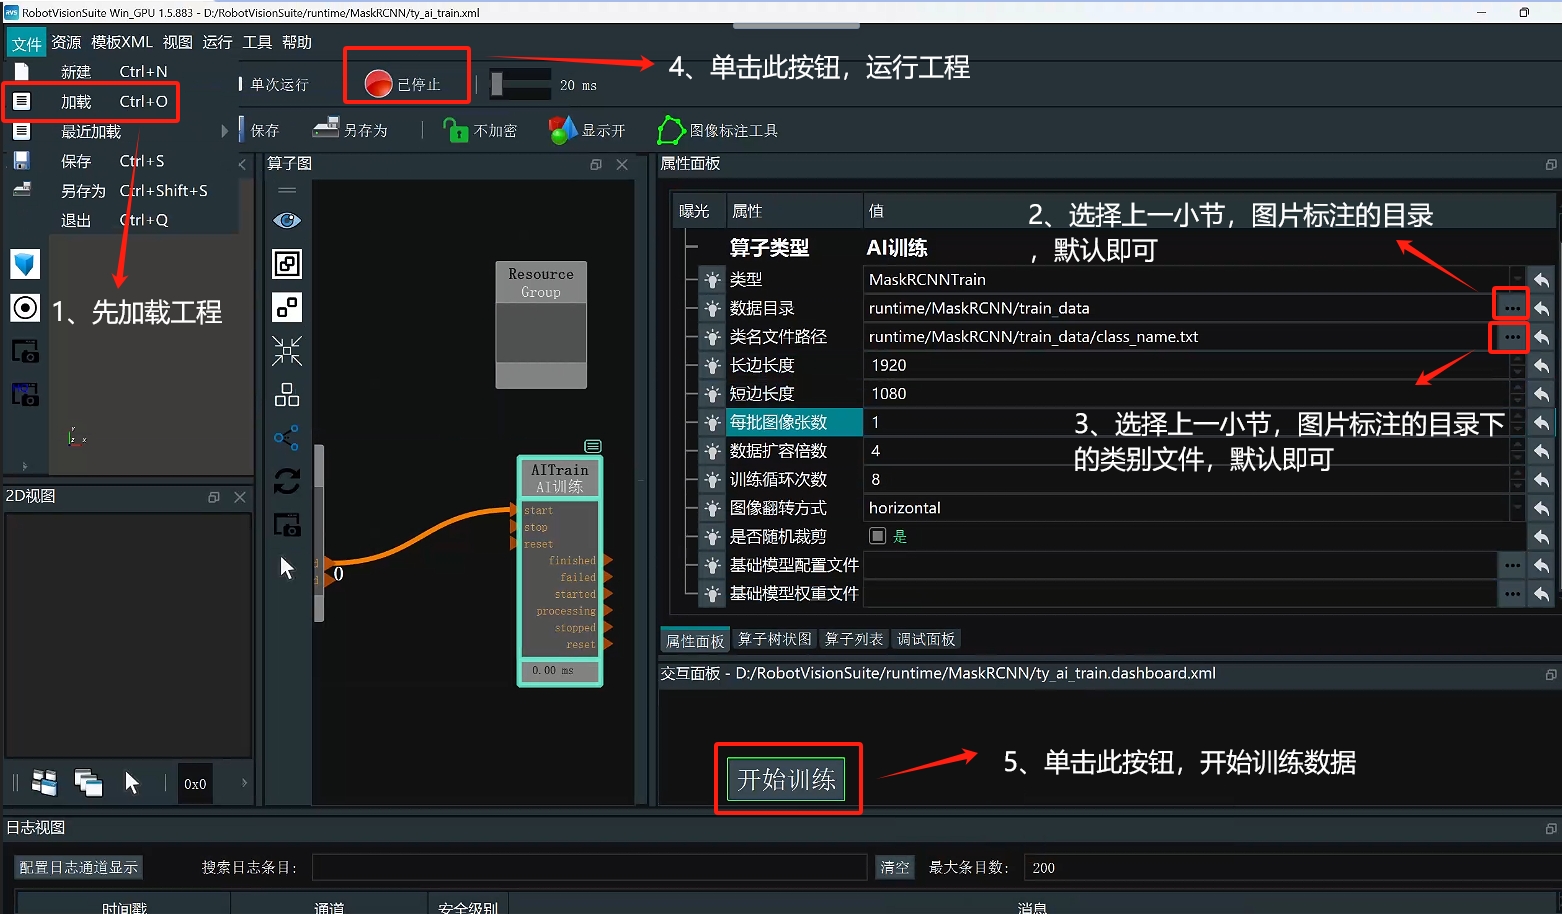 RobotVisionSuite Win_GPU 1.5.883 - D:/RobotVisionSuite/runtime/MaskRCNN/ty_ai_train.xml
文件 资源 模板XML 视图 运行 工具 帮助
新建 Ctrl+N
加载 Ctrl+O
最近加载
保存 Ctrl+S
另存为 Ctrl+Shift+S
退出 Ctrl+Q
单次运行 已停止 20 ms
4、单击此按钮，运行工程
保存 另存为 不加密 显示开 图像标注工具
1、先加载工程
算子图
Resource
Group
AITrain
AI训练
start
stop
reset
finished
failed
started
processing
stopped
reset
0.00 ms
0
属性面板
曝光 属性 值
2、选择上一小节，图片标注的目录
，默认即可
算子类型 AI训练
类型 MaskRCNNTrain
数据目录 runtime/MaskRCNN/train_data
类名文件路径 runtime/MaskRCNN/train_data/class_name.txt
长边长度 1920
短边长度 1080
每批图像张数 1
数据扩容倍数 4
训练循环次数 8
图像翻转方式 horizontal
是否随机裁剪 是
基础模型配置文件
基础模型权重文件
3、选择上一小节，图片标注的目录下
的类别文件，默认即可
属性面板 算子树状图 算子列表 调试面板
交互面板 - D:/RobotVisionSuite/runtime/MaskRCNN/ty_ai_train.dashboard.xml
开始训练
5、单击此按钮，开始训练数据
2D视图
0x0
日志视图
配置日志通道显示 搜索日志条目： 清空 最大条目数： 200
时间戳 通道 安全级别 消息